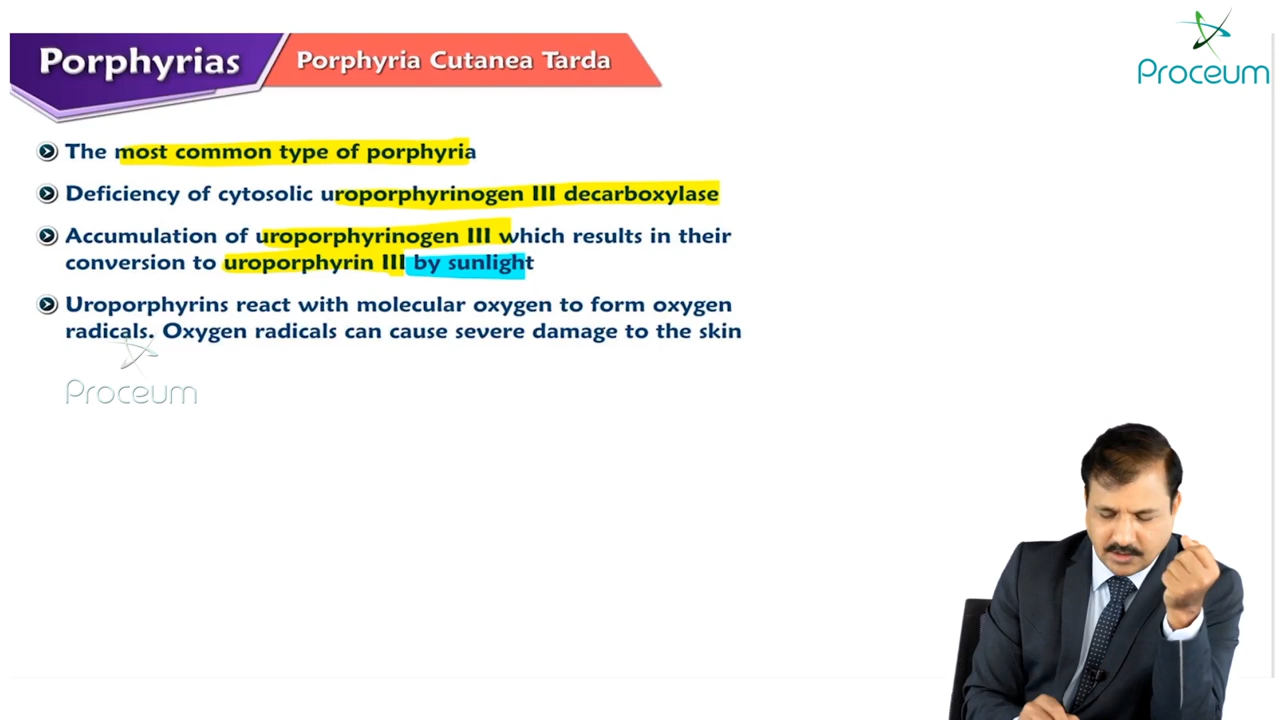 Porphyrias
Porphyria Cutanea Tarda
Proceum
The most common type of porphyria
Deficiency of cytosolic uroporphyrinogen III decarboxylase
Accumulation of uroporphyrinogen III which results in their
conversion to uroporphyrin III by sunlight
Uroporphyrins react with molecular oxygen to form oxygen
radicals. Oxygen radicals can cause severe damage to the skin
Proceum